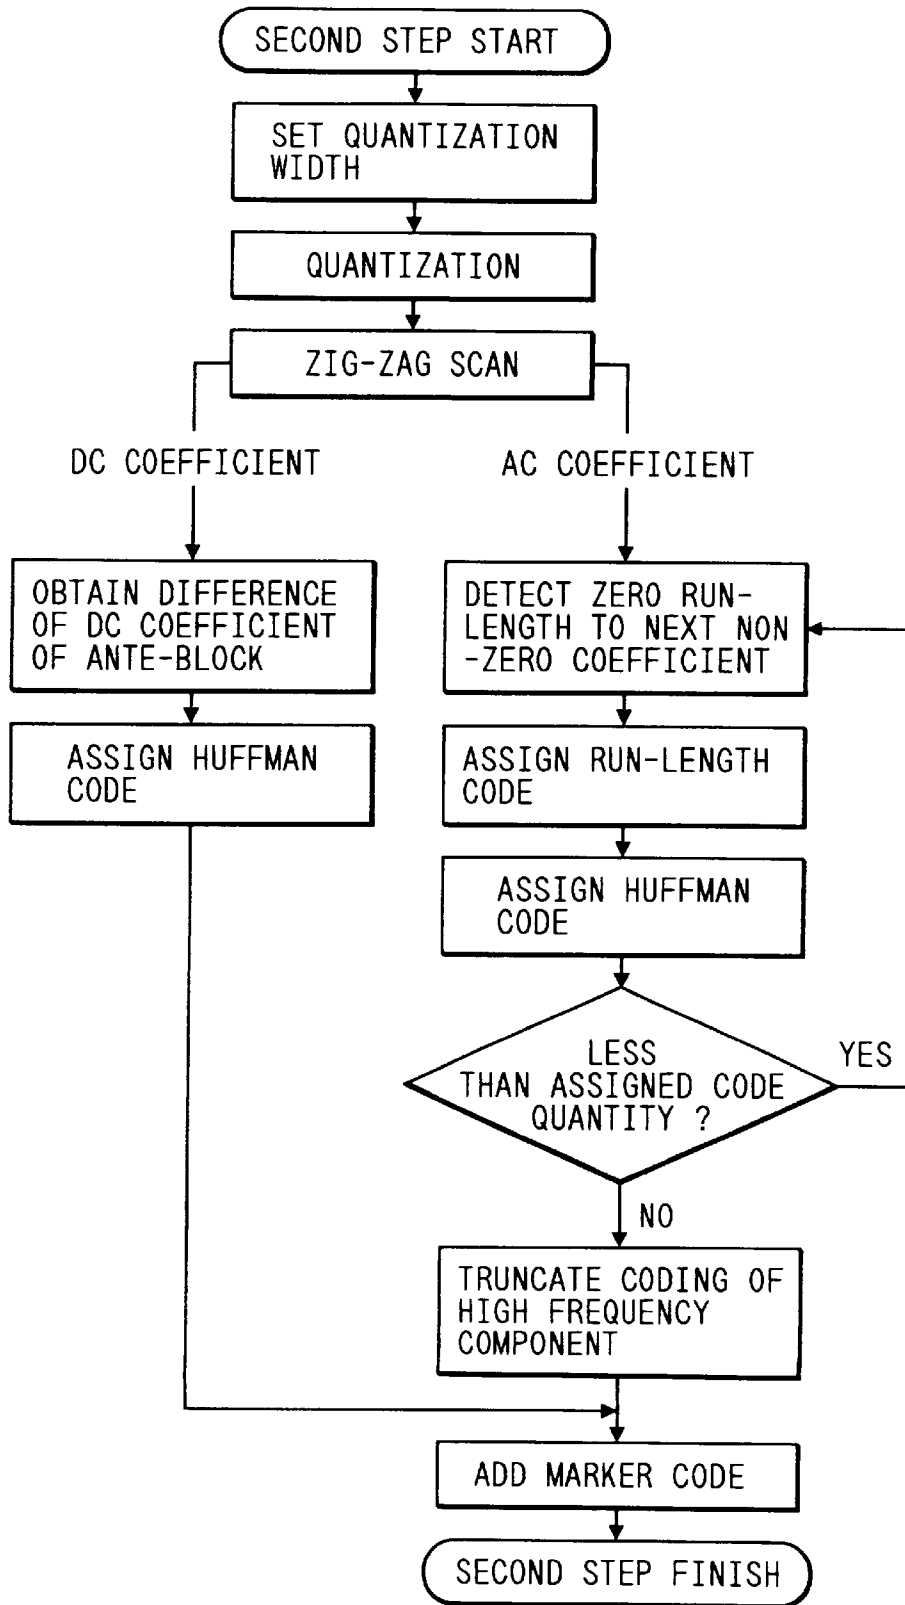 SECOND STEP START
SET QUANTIZATION
WIDTH
QUANTIZATION
ZIG-ZAG SCAN
DC COEFFICIENT
OBTAIN DIFFERENCE
OF DC COEFFICIENT
OF ANTE-BLOCK
ASSIGN HUFFMAN
CODE
AC COEFFICIENT
DETECT ZERO RUN-
LENGTH TO NEXT NON
-ZERO COEFFICIENT
ASSIGN RUN-LENGTH
CODE
ASSIGN HUFFMAN
CODE
LESS
THAN ASSIGNED CODE
QUANTITY ?
YES
NO
TRUNCATE CODING OF
HIGH FREQUENCY
COMPONENT
ADD MARKER CODE
SECOND STEP FINISH